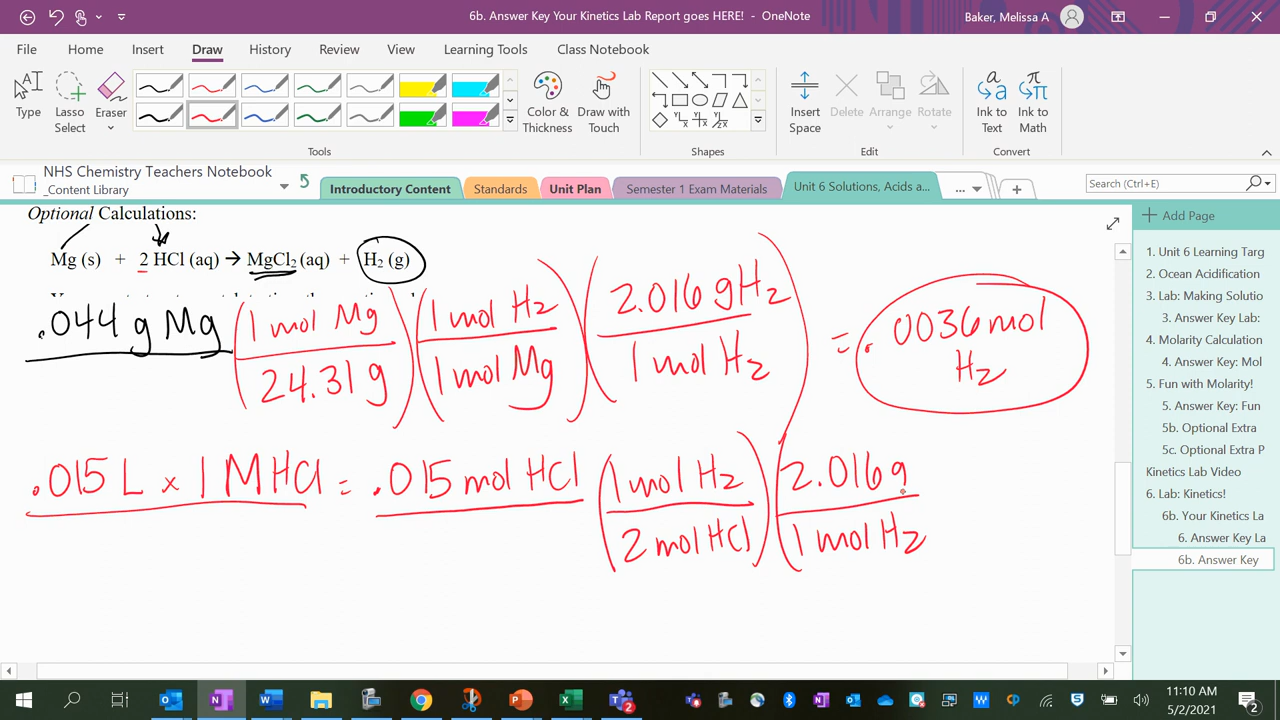 6b. Answer Key Your Kinetics Lab Report goes HERE! - OneNote
Baker, Melissa A
File Home Insert Draw History Review View Learning Tools Class Notebook
Type
Lasso Select
Eraser
Color & Thickness
Draw with Touch
Insert Space
Delete
Arrange
Rotate
Ink to Text
Ink to Math
Tools
Shapes
Edit
Convert
NHS Chemistry Teachers Notebook
_Content Library
Introductory Content
Standards
Unit Plan
Semester 1 Exam Materials
Unit 6 Solutions, Acids a...
...
Search (Ctrl+E)
Optional Calculations:
Mg (s) + 2 HCl (aq) → MgCl₂ (aq) + H₂ (g)
.044 g Mg (1 mol Mg / 24.31 g) (1 mol H₂ / 1 mol Mg) (2.016 g H₂ / 1 mol H₂) = .0036 mol H₂
.015 L x 1 M HCl = .015 mol HCl (1 mol H₂ / 2 mol HCl) (2.016 g / 1 mol H₂)
Add Page
1. Unit 6 Learning Targ
2. Ocean Acidification
3. Lab: Making Solutio
3. Answer Key Lab:
4. Molarity Calculation
4. Answer Key: Mol
5. Fun with Molarity!
5. Answer Key: Fun
5b. Optional Extra
5c. Optional Extra P
Kinetics Lab Video
6. Lab: Kinetics!
6b. Your Kinetics La
6. Answer Key La
6b. Answer Key
11:10 AM
5/2/2021